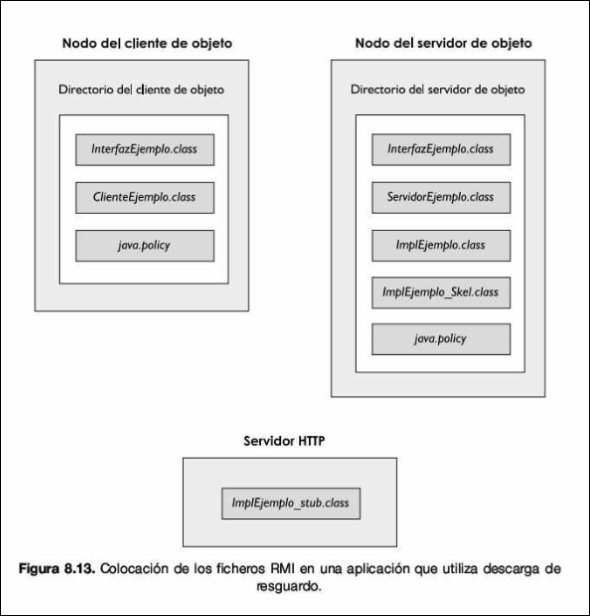 Nodo del cliente de objeto
Directorio del cliente de objeto
InterfazEjemplo.class
ClienteEjemplo.class
java.policy
Nodo del servidor de objeto
Directorio del servidor de objeto
InterfazEjemplo.class
ServidorEjemplo.class
ImplEjemplo.class
ImplEjemplo_Skel.class
java.policy
Servidor HTTP
ImplEjemplo_stub.class
Figura 8.13. Colocación de los ficheros RMI en una aplicación que utiliza descarga de
resguardo.